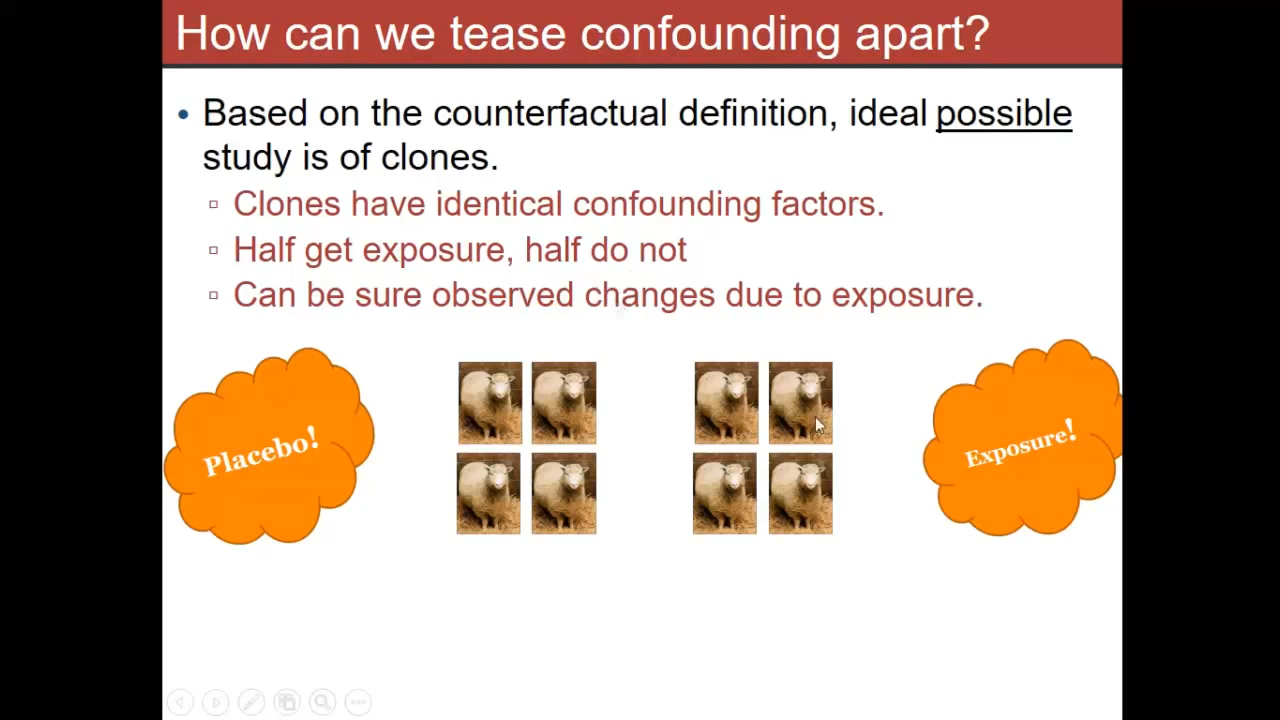 How can we tease confounding apart?
• Based on the counterfactual definition, ideal possible
study is of clones.
▫ Clones have identical confounding factors.
▫ Half get exposure, half do not
▫ Can be sure observed changes due to exposure.
Placebo!
Exposure!